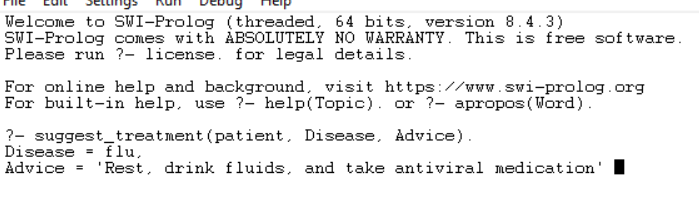 File Edit Settings Run Debug Help
Welcome to SWI-Prolog (threaded, 64 bits, version 8.4.3)
SWI-Prolog comes with ABSOLUTELY NO WARRANTY. This is free software.
Please run ?- license. for legal details.
For online help and background, visit https://www.swi-prolog.org
For built-in help, use ?- help(Topic). or ?- apropos(Word).
?- suggest_treatment(patient, Disease, Advice).
Disease = flu,
Advice = 'Rest, drink fluids, and take antiviral medication'